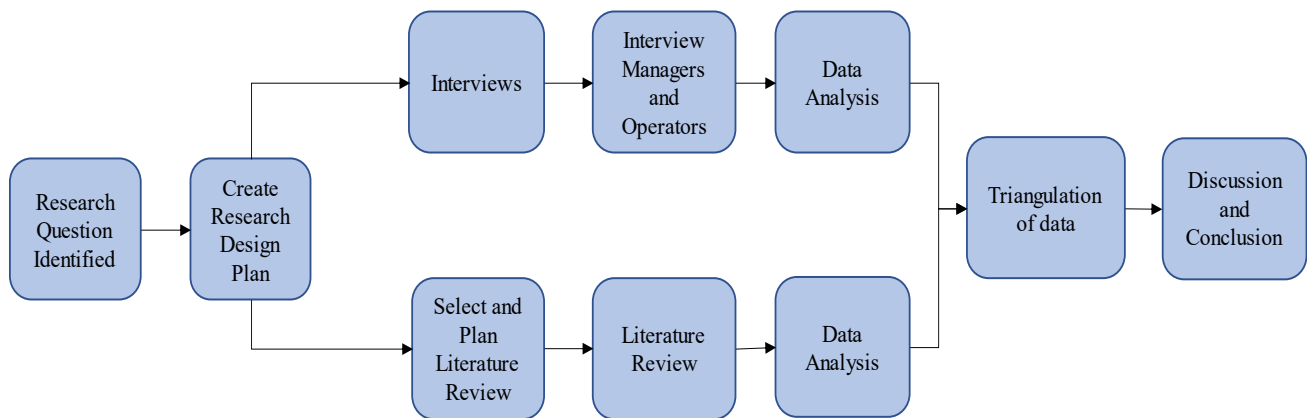 Research
Question
Identified
Create
Research
Design
Plan
Interviews
Interview
Managers
and
Operators
Data
Analysis
Select and
Plan
Literature
Review
Literature
Review
Data
Analysis
Triangulation
of data
Discussion
and
Conclusion